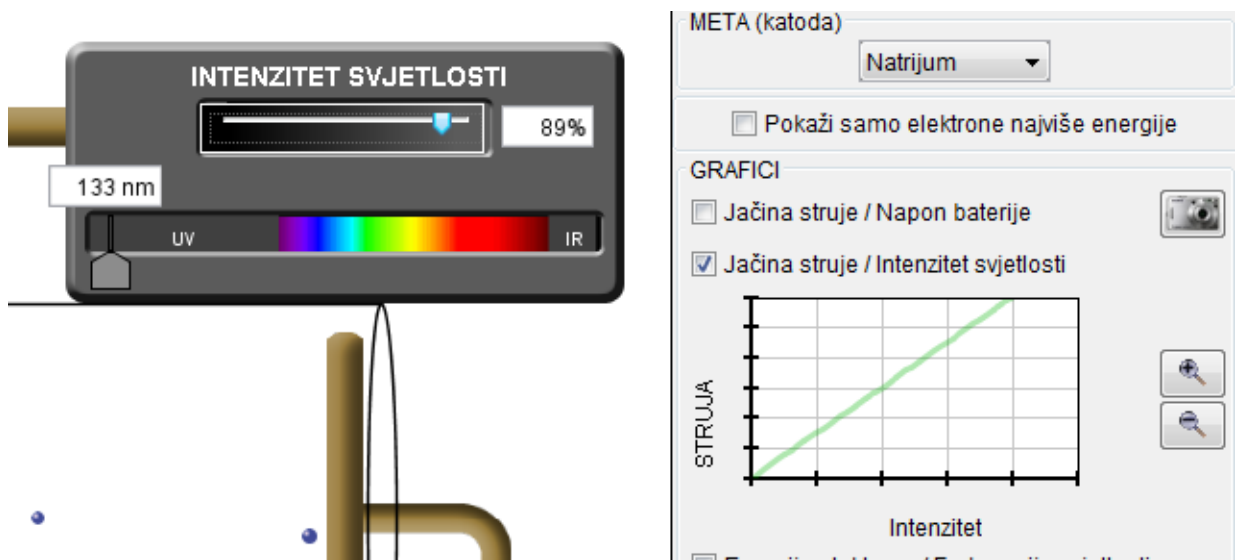 INTENZITET SVJETLOSTI
89%
133 nm
UV
IR
META (katoda)
Natrijum
Pokaži samo elektrone najviše energije
GRAFICI
Jačina struje / Napon baterije
Jačina struje / Intenzitet svjetlosti
STRUJA
Intenzitet